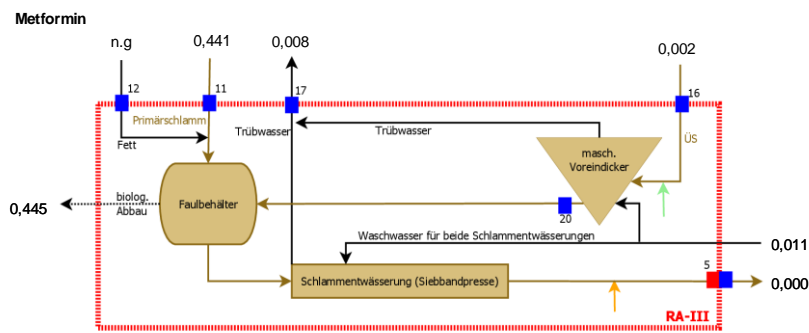 Metformin
n.g
0,441
0,008
0,002
12
11
17
16
Primärschlamm
Fett
Trübwasser
Trübwasser
ÜS
masch.
Voreindicker
biolog.
Abbau
0,445
Faulbehälter
20
Waschwasser für beide Schlammentwässerungen
0,011
Schlammentwässerung (Siebbandpresse)
5
0,000
RA-III